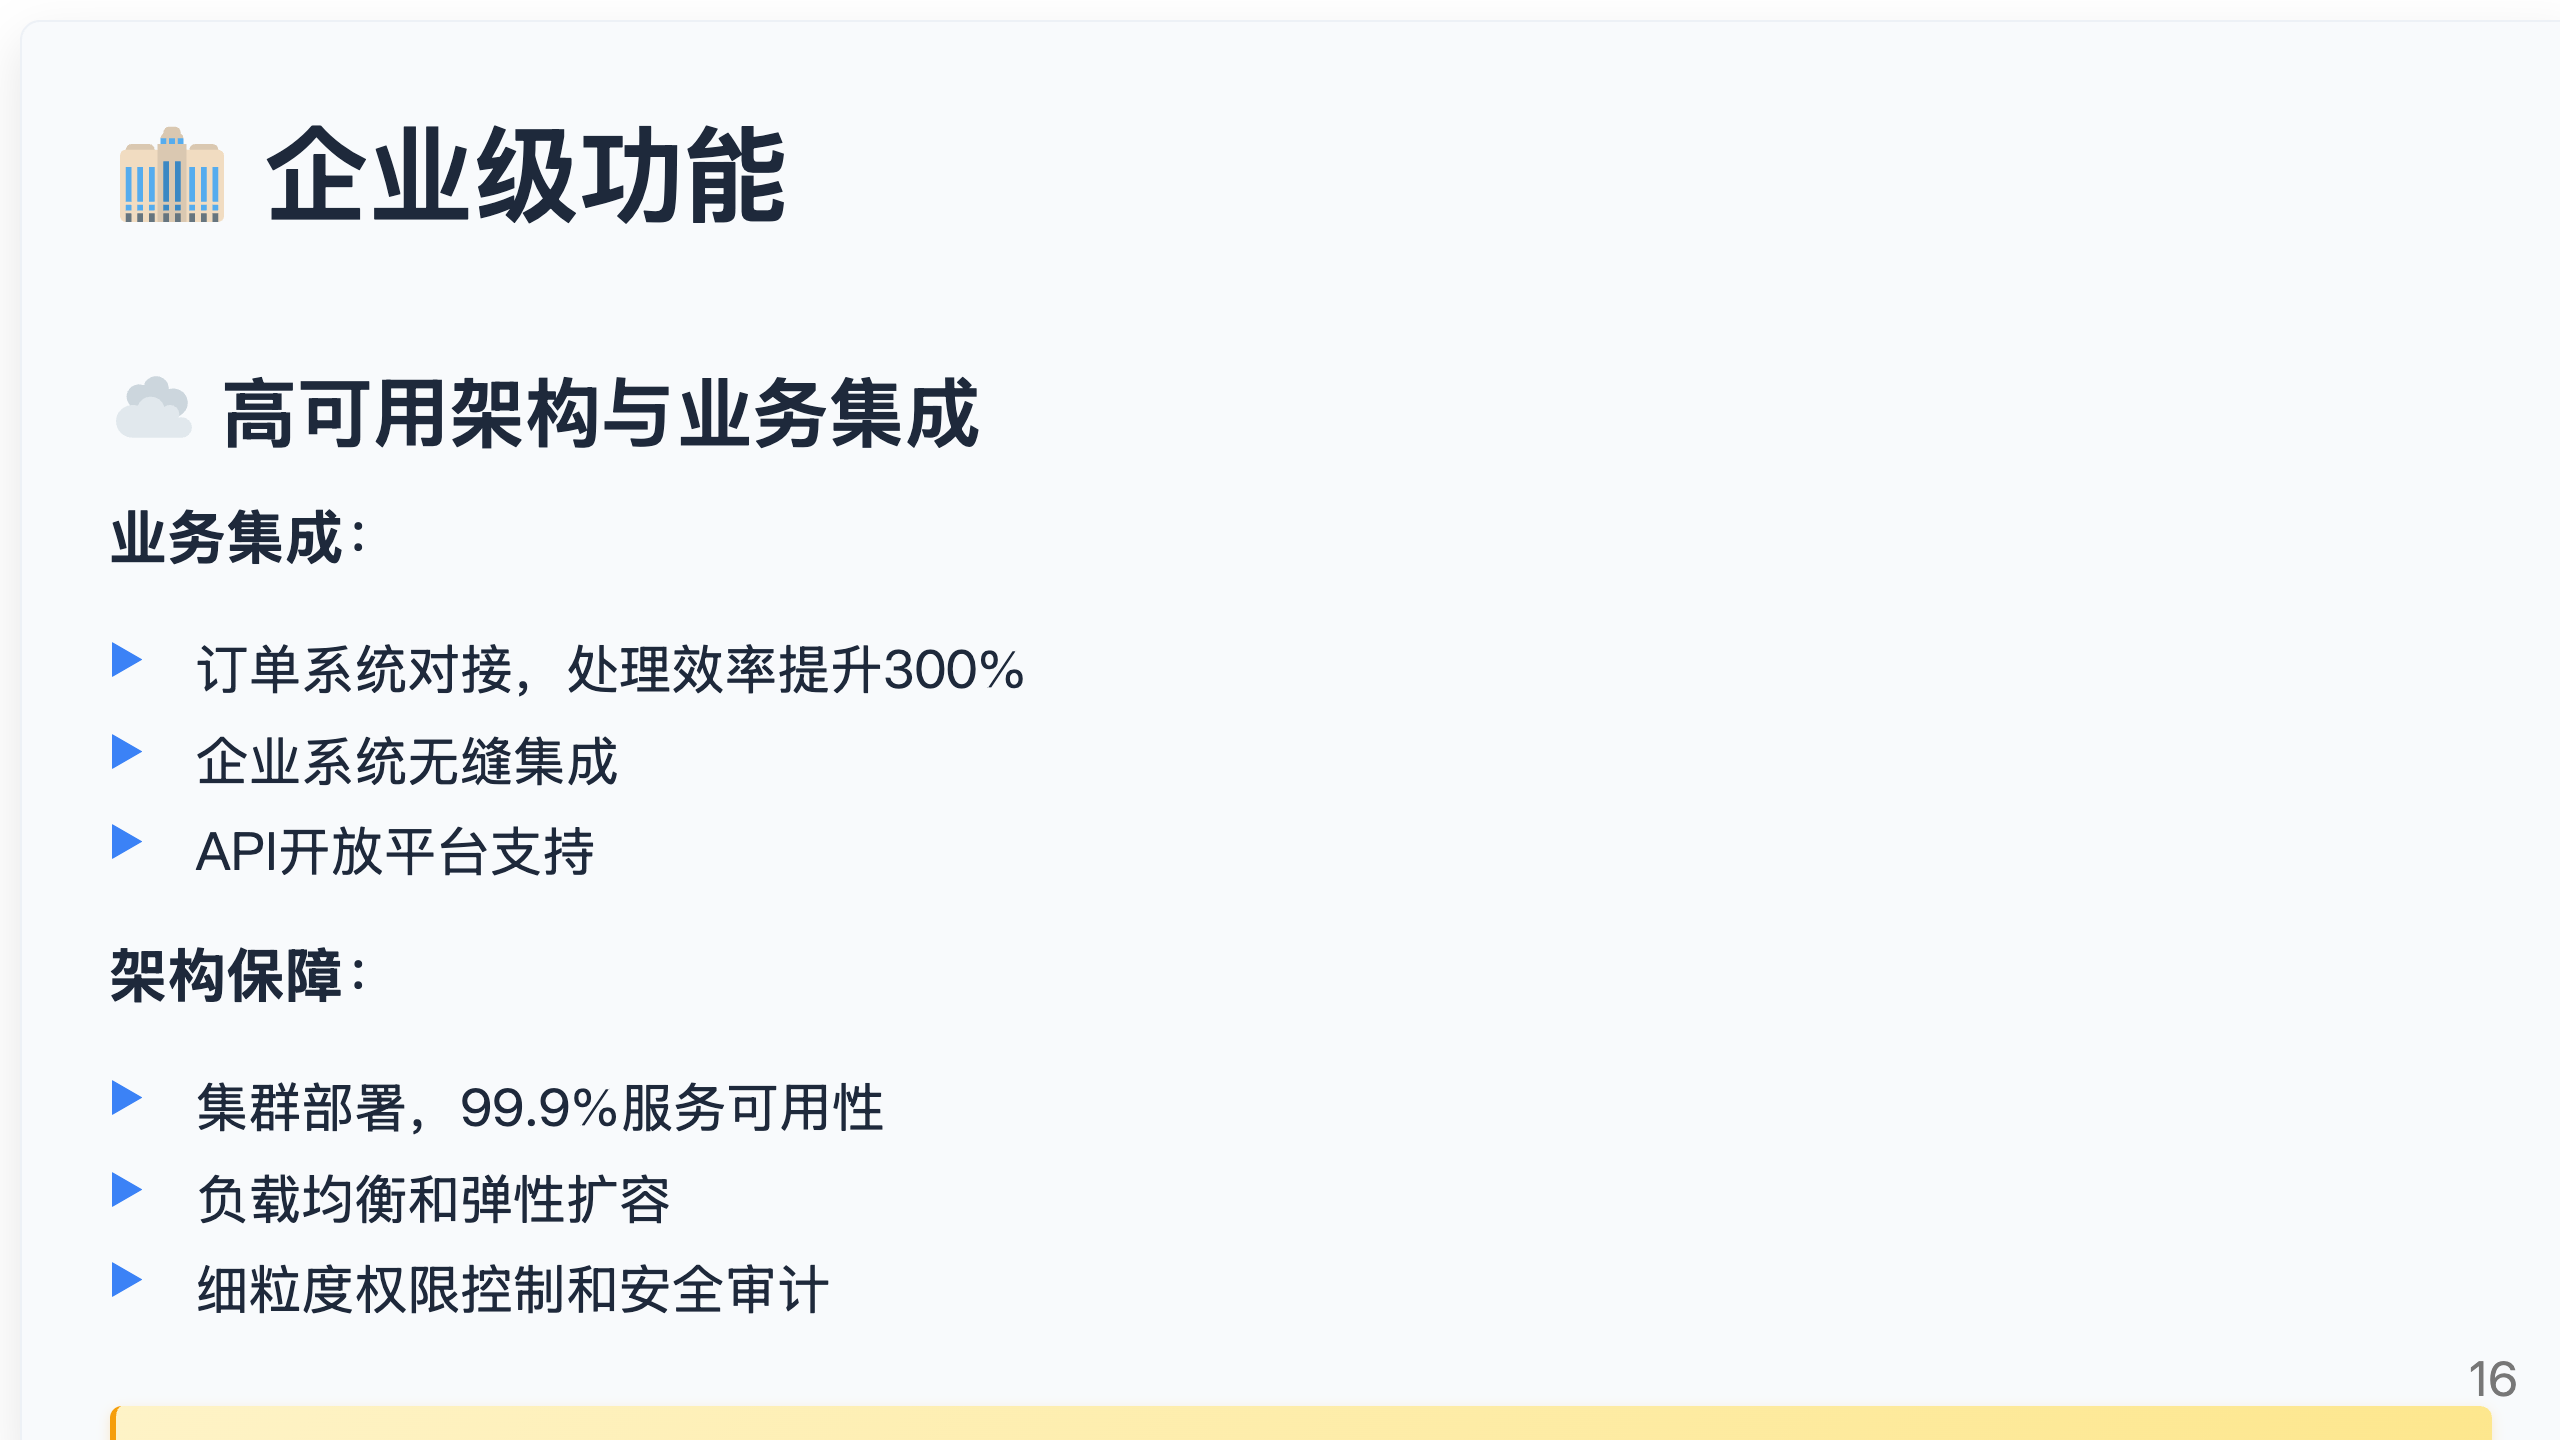 企业级功能
高可用架构与业务集成
业务集成：
订单系统对接，处理效率提升300%
企业系统无缝集成
API开放平台支持
架构保障：
集群部署，99.9%服务可用性
负载均衡和弹性扩容
细粒度权限控制和安全审计
16